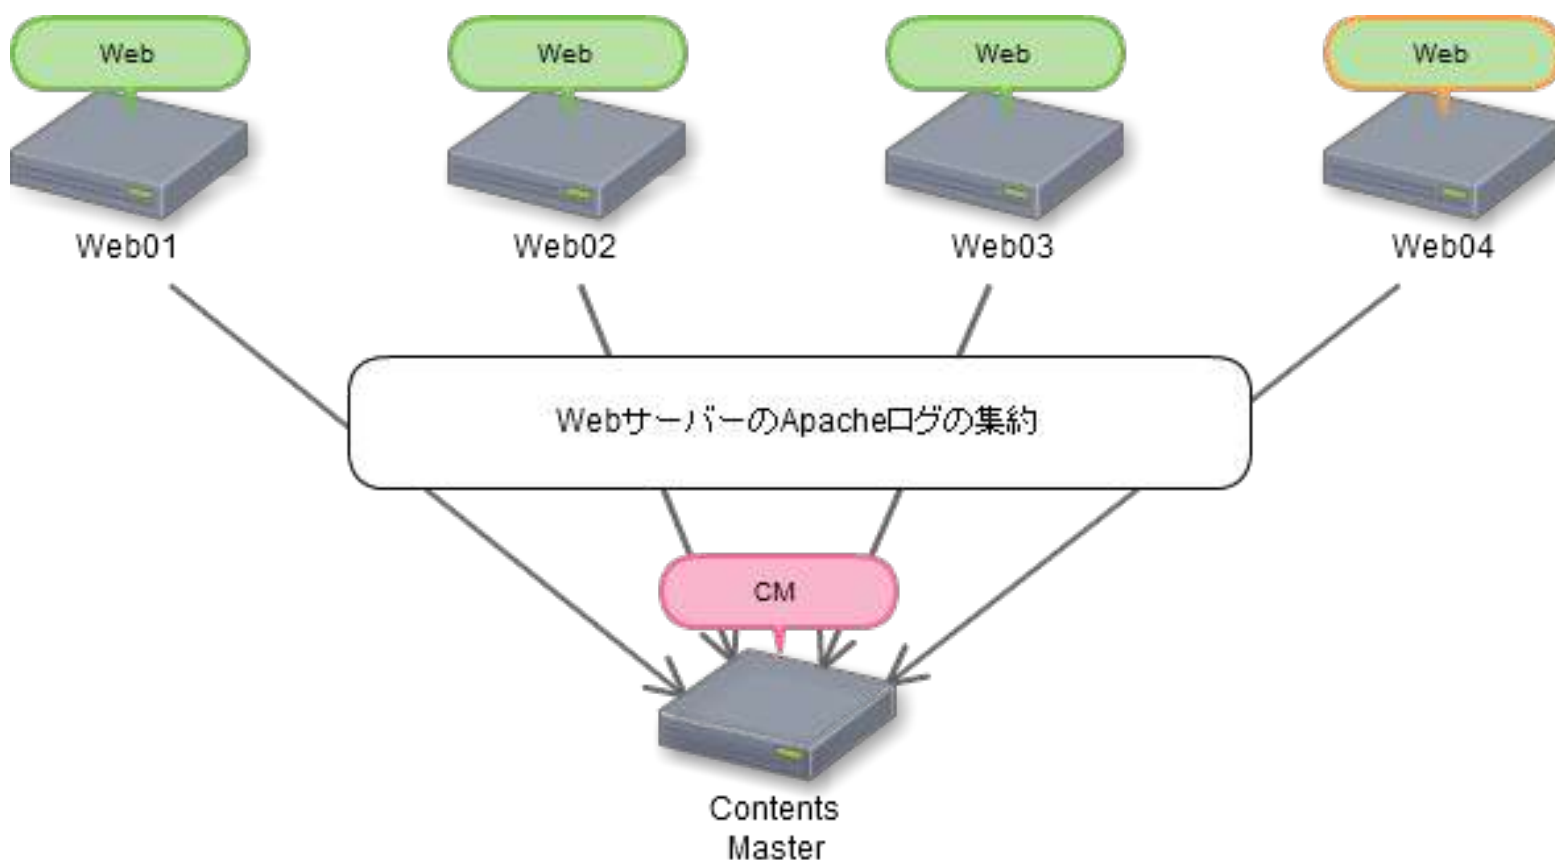 Web
Web
Web
Web
Web01
Web02
Web03
Web04
WebサーバーのApacheログの集約
CM
Contents
Master